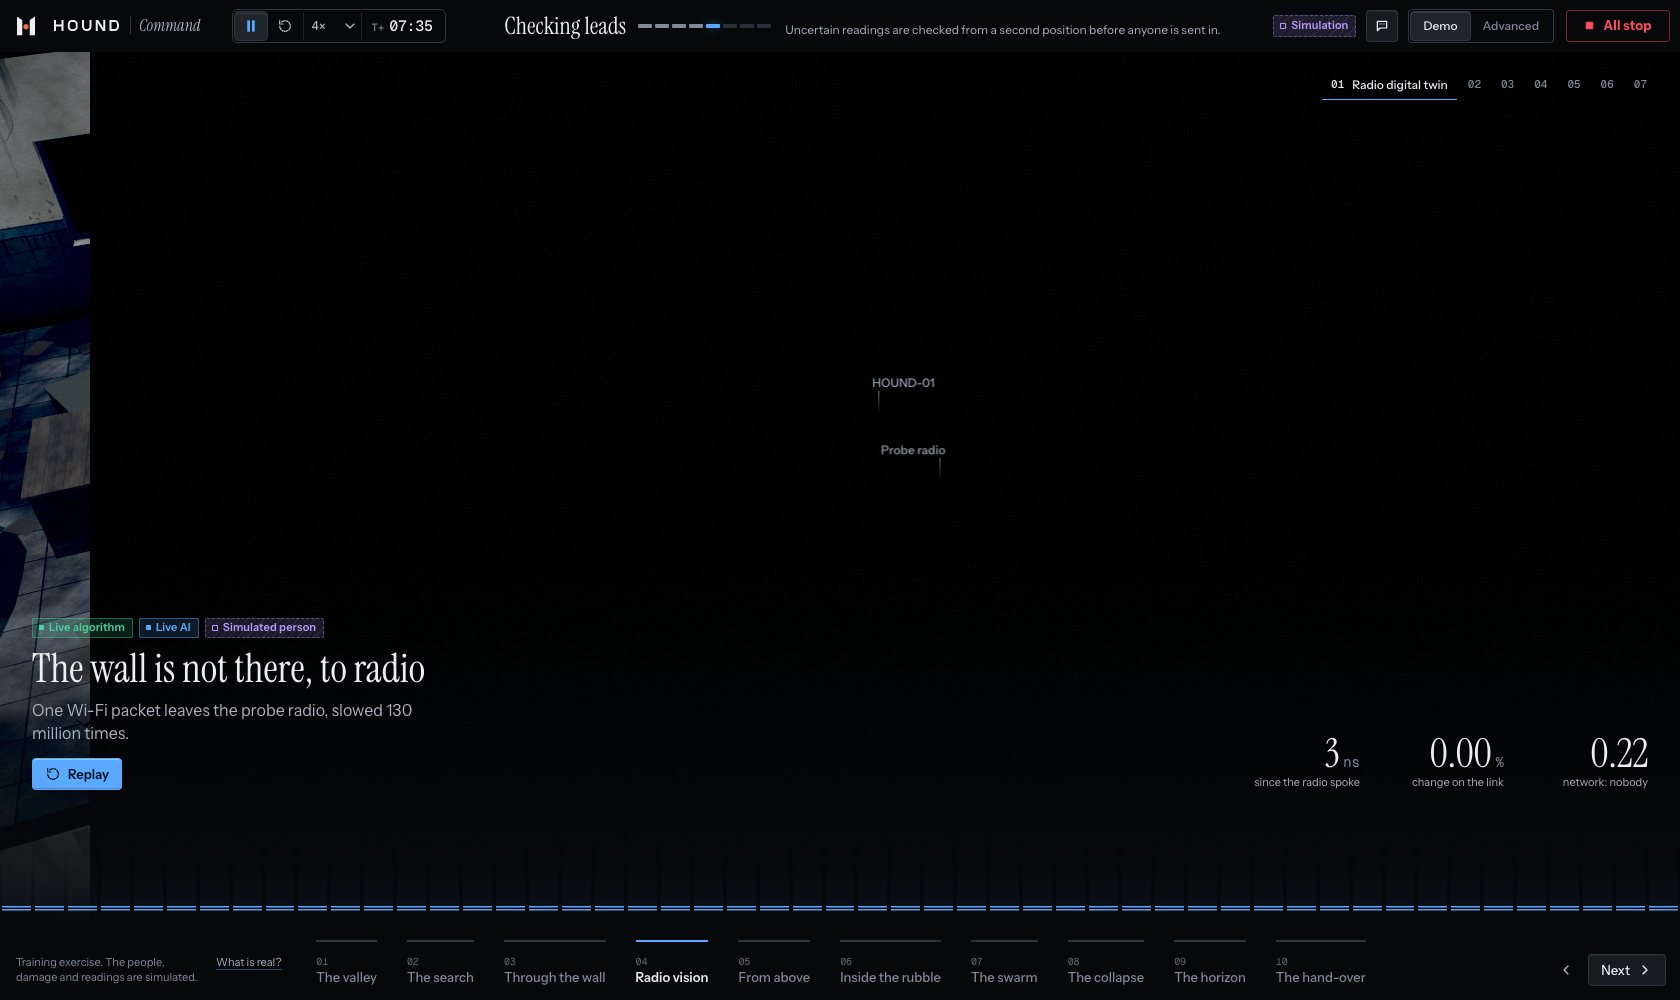 HOUND Command
4×
T+ 07:35
Checking leads
Uncertain readings are checked from a second position before anyone is sent in.
Simulation
Demo
Advanced
All stop
01 Radio digital twin 02 03 04 05 06 07
HOUND-01
Probe radio
Live algorithm Live AI Simulated person
The wall is not there, to radio
One Wi-Fi packet leaves the probe radio, slowed 130
million times.
Replay
3 ns
since the radio spoke
0.00 %
change on the link
0.22
network: nobody
Training exercise. The people,
damage and readings are simulated.
What is real?
01
The valley
02
The search
03
Through the wall
04
Radio vision
05
From above
06
Inside the rubble
07
The swarm
08
The collapse
09
The horizon
10
The hand-over
Next